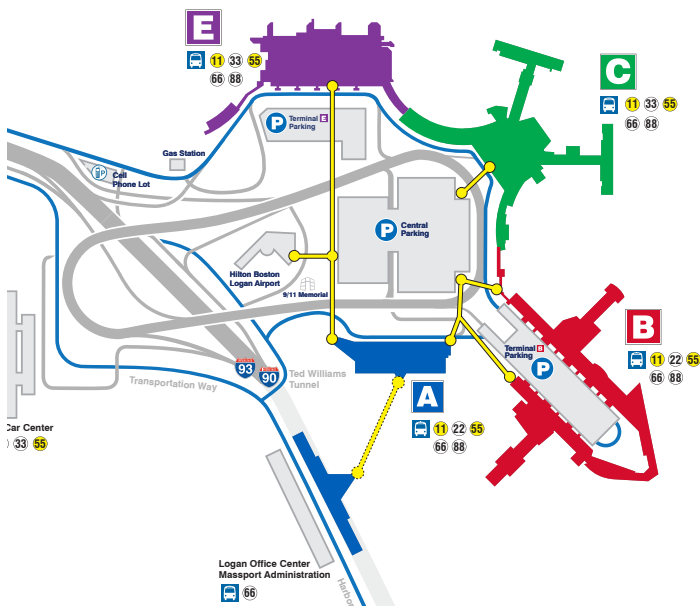 E
11 33 55
66 88
C
11 33 55
66 88
P Terminal E
Parking
Gas Station
P
Cell
Phone Lot
P Central
Parking
Hilton Boston
Logan Airport
9/11 Memorial
B
11 22 55
66 88
Terminal B
Parking
P
93
90
Ted Williams
Tunnel
Transportation Way
A
11 22 55
66 88
Car Center
33 55
Logan Office Center
Massport Administration
66
Harbor